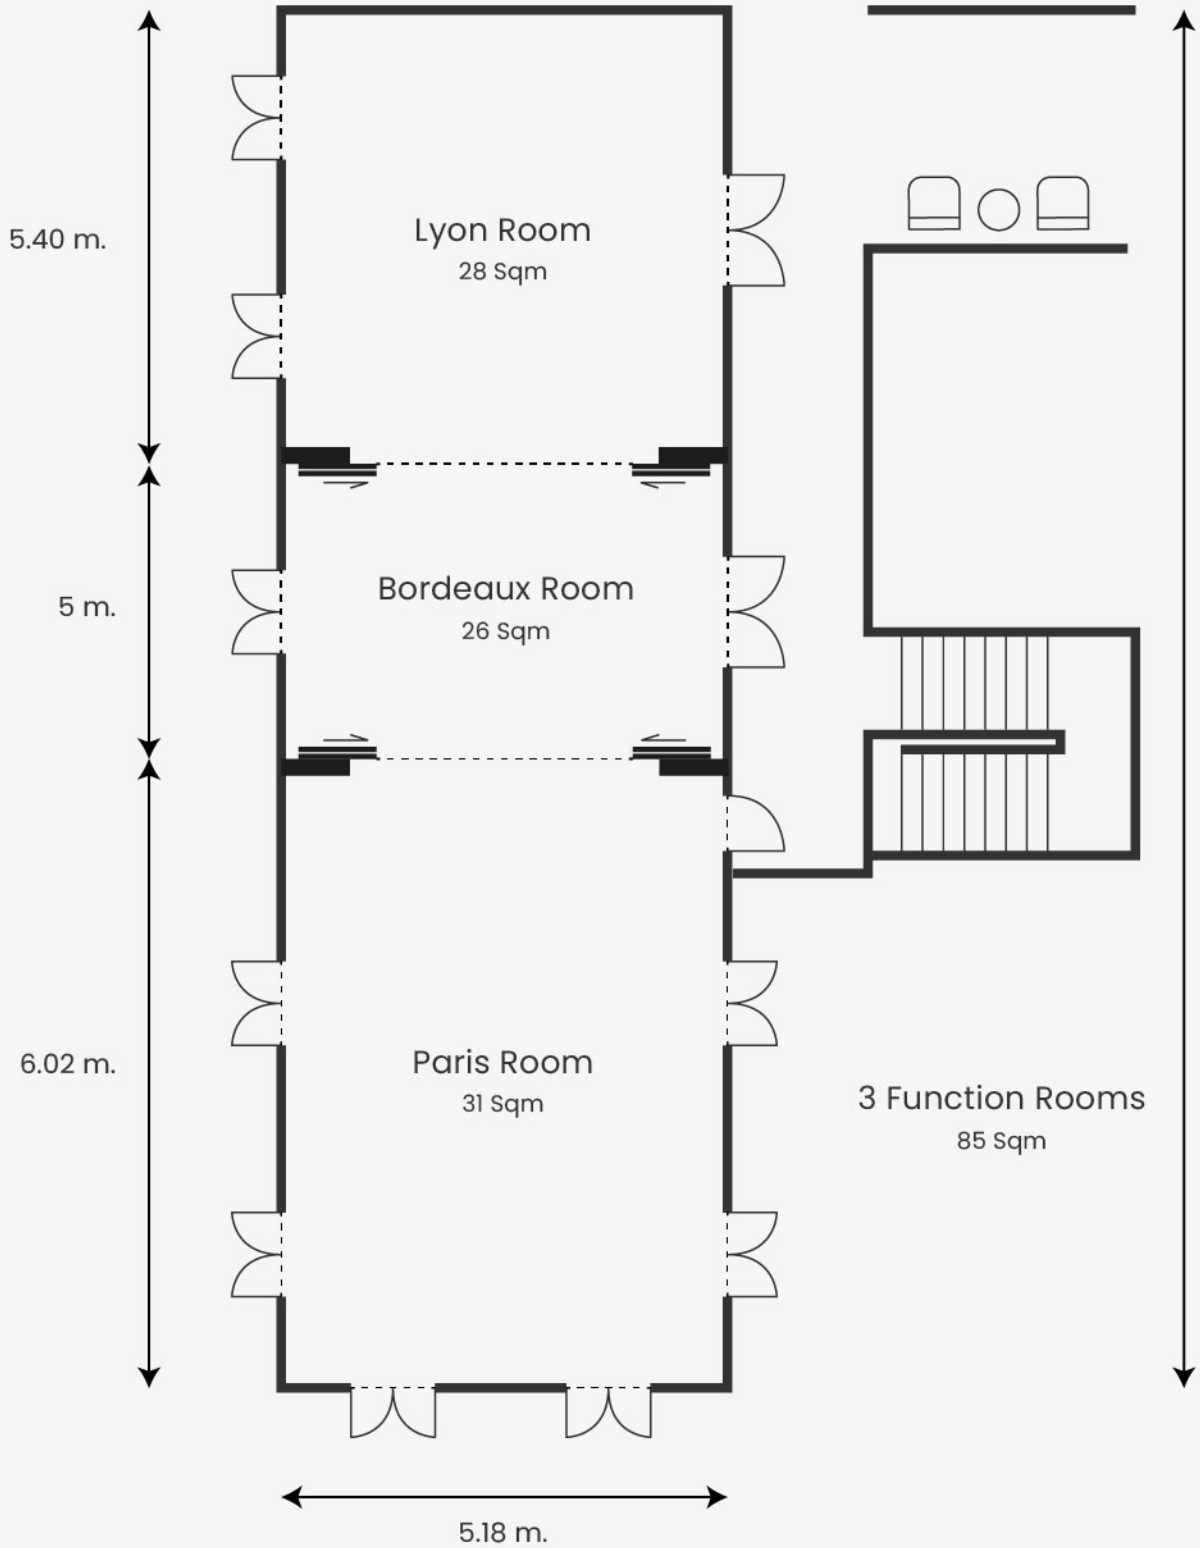 5.40 m.
Lyon Room
28 Sqm
5 m.
Bordeaux Room
26 Sqm
6.02 m.
Paris Room
31 Sqm
3 Function Rooms
85 Sqm
5.18 m.